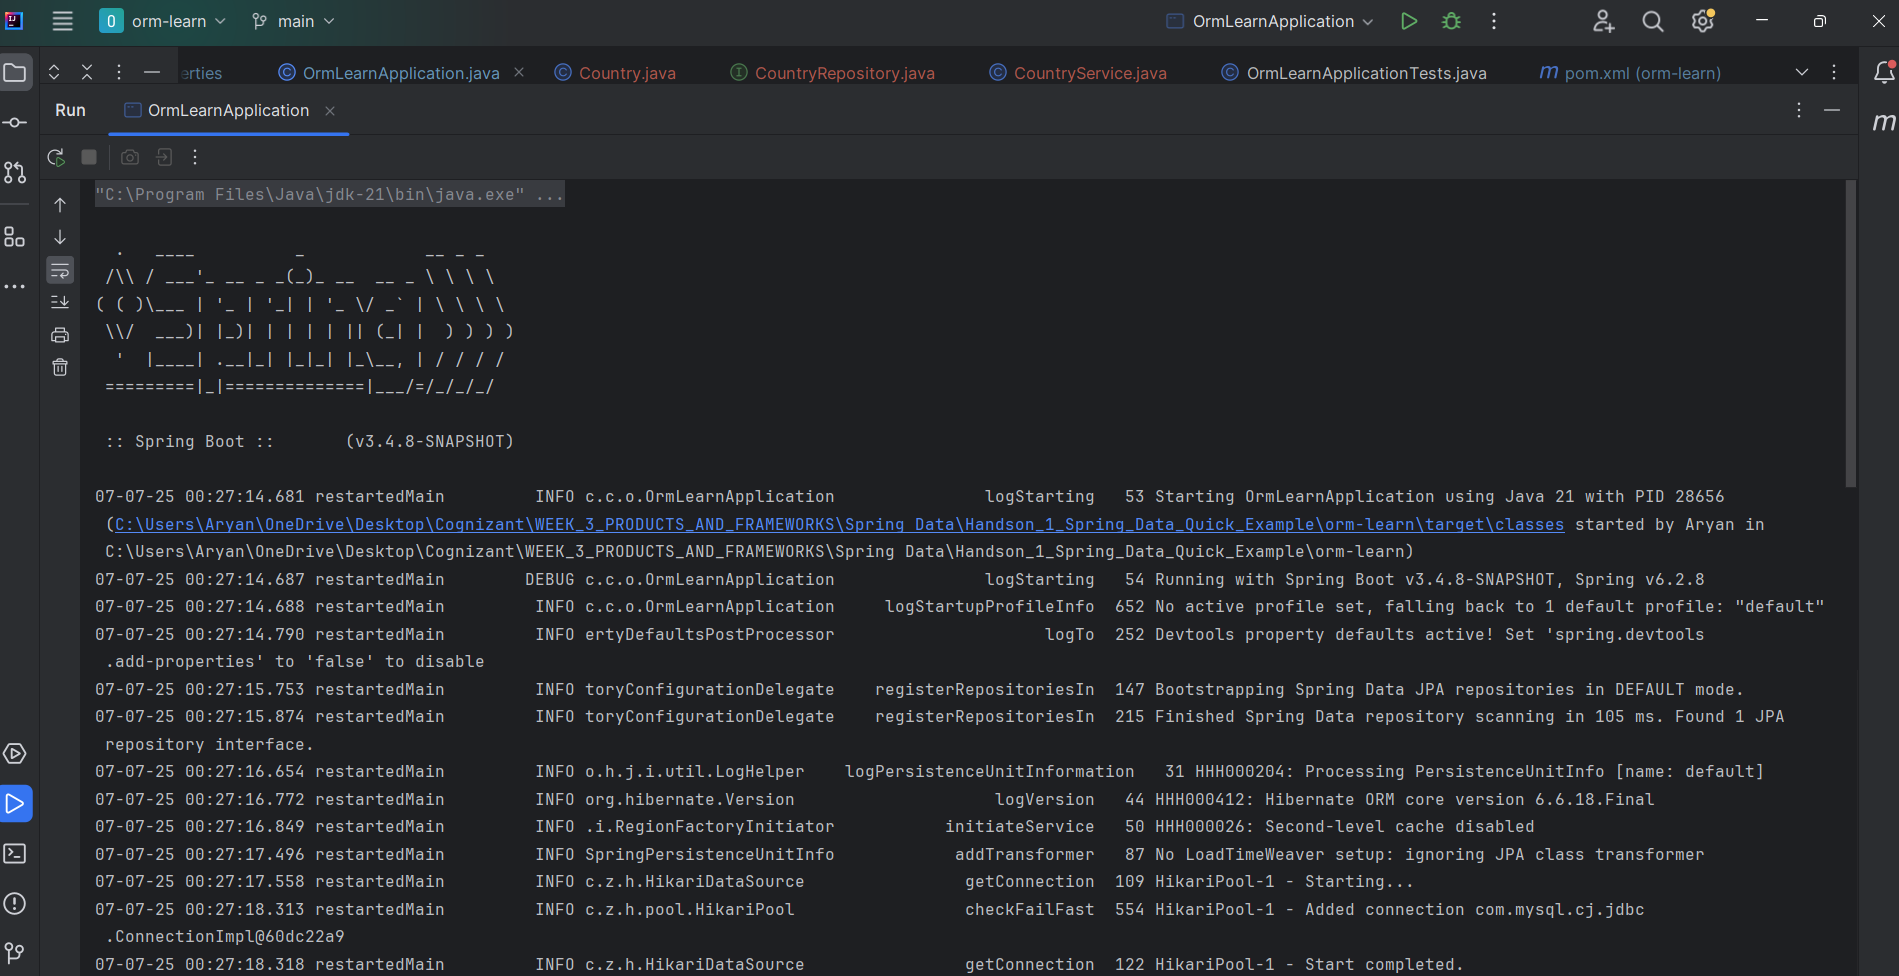 O orm-learn main OrmLearnApplication
erties OrmLearnApplication.java Country.java CountryRepository.java CountryService.java OrmLearnApplicationTests.java pom.xml (orm-learn)
Run OrmLearnApplication
"C:\Program Files\Java\jdk-21\bin\java.exe" ...
  .   ____          _            __ _ _
 /\\ / ___'_ __ _ _(_)_ __  __ _ \ \ \ \
( ( )\___ | '_ | '_| | '_ \/ _` | \ \ \ \
 \\/  ___)| |_)| | | | | || (_| |  ) ) ) )
  '  |____| .__|_| |_|_| |_\__, | / / / /
 =========|_|==============|___/=/_/_/_/
:: Spring Boot ::       (v3.4.8-SNAPSHOT)
07-07-25 00:27:14.681 restartedMain         INFO c.c.o.OrmLearnApplication               logStarting   53 Starting OrmLearnApplication using Java 21 with PID 28656
(C:\Users\Aryan\OneDrive\Desktop\Cognizant\WEEK_3_PRODUCTS_AND_FRAMEWORKS\Spring Data\Handson_1_Spring_Data_Quick_Example\orm-learn\target\classes started by Aryan in
C:\Users\Aryan\OneDrive\Desktop\Cognizant\WEEK_3_PRODUCTS_AND_FRAMEWORKS\Spring Data\Handson_1_Spring_Data_Quick_Example\orm-learn)
07-07-25 00:27:14.687 restartedMain        DEBUG c.c.o.OrmLearnApplication               logStarting   54 Running with Spring Boot v3.4.8-SNAPSHOT, Spring v6.2.8
07-07-25 00:27:14.688 restartedMain         INFO c.c.o.OrmLearnApplication     logStartupProfileInfo  652 No active profile set, falling back to 1 default profile: "default"
07-07-25 00:27:14.790 restartedMain         INFO ertyDefaultsPostProcessor                     logTo  252 Devtools property defaults active! Set 'spring.devtools
.add-properties' to 'false' to disable
07-07-25 00:27:15.753 restartedMain         INFO toryConfigurationDelegate    registerRepositoriesIn  147 Bootstrapping Spring Data JPA repositories in DEFAULT mode.
07-07-25 00:27:15.874 restartedMain         INFO toryConfigurationDelegate    registerRepositoriesIn  215 Finished Spring Data repository scanning in 105 ms. Found 1 JPA
repository interface.
07-07-25 00:27:16.654 restartedMain         INFO o.h.j.i.util.LogHelper    logPersistenceUnitInformation   31 HHH000204: Processing PersistenceUnitInfo [name: default]
07-07-25 00:27:16.772 restartedMain         INFO org.hibernate.Version                    logVersion   44 HHH000412: Hibernate ORM core version 6.6.18.Final
07-07-25 00:27:16.849 restartedMain         INFO .i.RegionFactoryInitiator           initiateService   50 HHH000026: Second-level cache disabled
07-07-25 00:27:17.496 restartedMain         INFO SpringPersistenceUnitInfo            addTransformer   87 No LoadTimeWeaver setup: ignoring JPA class transformer
07-07-25 00:27:17.558 restartedMain         INFO c.z.h.HikariDataSource                getConnection  109 HikariPool-1 - Starting...
07-07-25 00:27:18.313 restartedMain         INFO c.z.h.pool.HikariPool                 checkFailFast  554 HikariPool-1 - Added connection com.mysql.cj.jdbc
.ConnectionImpl@60dc22a9
07-07-25 00:27:18.318 restartedMain         INFO c.z.h.HikariDataSource                getConnection  122 HikariPool-1 - Start completed.